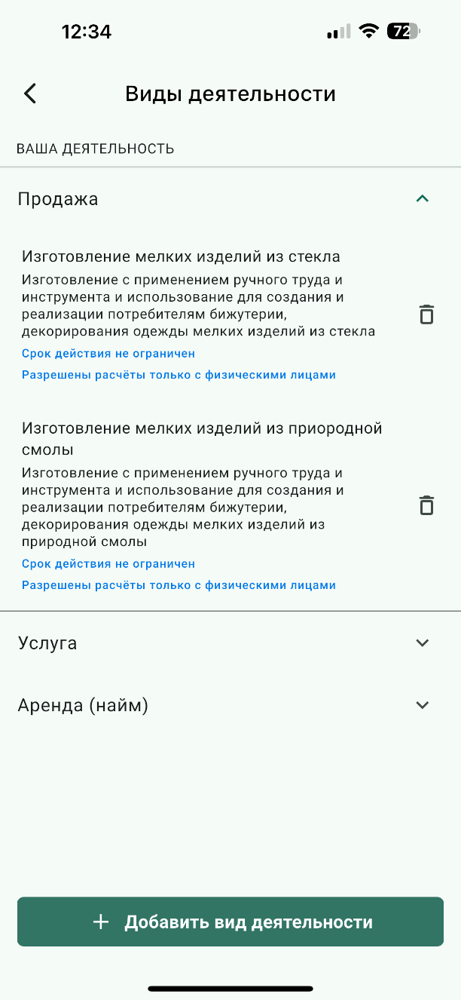 12:34
72
Виды деятельности
ВАША ДЕЯТЕЛЬНОСТЬ
Продажа
Изготовление мелких изделий из стекла
Изготовление с применением ручного труда и
инструмента и использование для создания и
реализации потребителям бижутерии,
декорирования одежды мелких изделий из стекла
Срок действия не ограничен
Разрешены расчёты только с физическими лицами
Изготовление мелких изделий из приородной
смолы
Изготовление с применением ручного труда и
инструмента и использование для создания и
реализации потребителям бижутерии,
декорирования одежды мелких изделий из
природной смолы
Срок действия не ограничен
Разрешены расчёты только с физическими лицами
Услуга
Аренда (найм)
+ Добавить вид деятельности